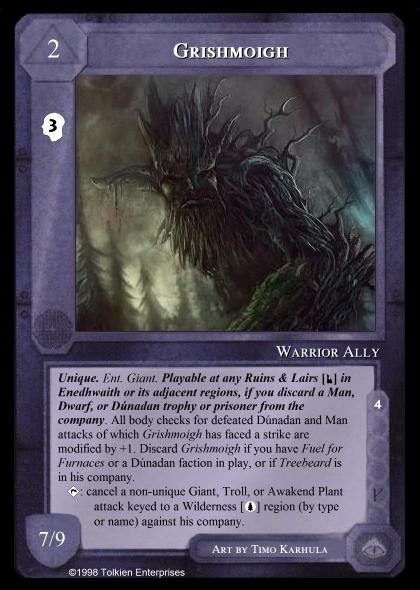 2
GRISHMOIGH
3
WARRIOR ALLY
Unique. Ent. Giant. Playable at any Ruins & Lairs [ ] in
Enedhwaith or its adjacent regions, if you discard a Man,
Dwarf, or Dúnadan trophy or prisoner from the
company. All body checks for defeated Dúnadan and Man
attacks of which Grishmoigh has faced a strike are
modified by +1. Discard Grishmoigh if you have Fuel for
Furnaces or a Dúnadan faction in play, or if Treebeard is
in his company.
: cancel a non-unique Giant, Troll, or Awakend Plant
attack keyed to a Wilderness [ ] region (by type
or name) against his company.
4
7/9
ART BY TIMO KARHULA
©1998 Tolkien Enterprises